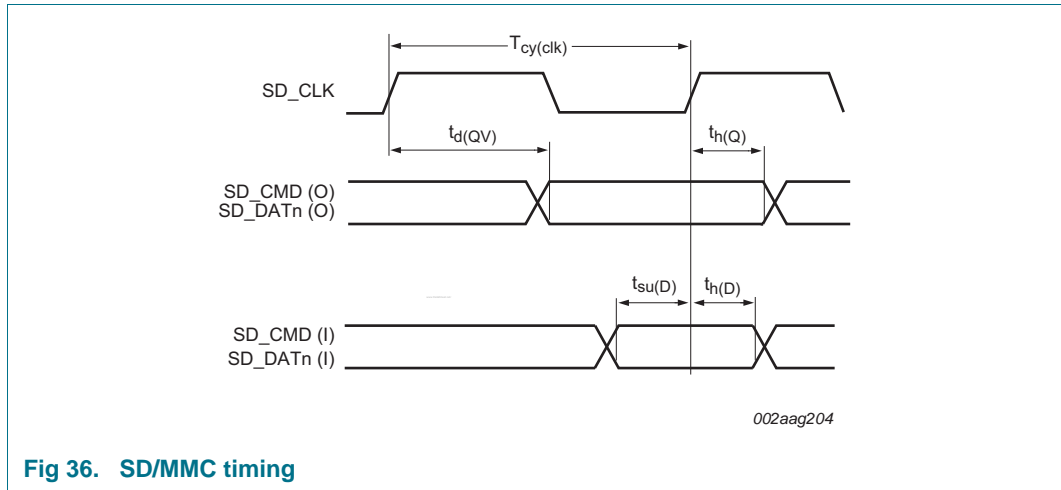 Tcy(clk)
SD_CLK
td(QV)
th(Q)
SD_CMD (O)
SD_DATn (O)
tsu(D)
th(D)
SD_CMD (I)
SD_DATn (I)
002aag204
Fig 36. SD/MMC timing